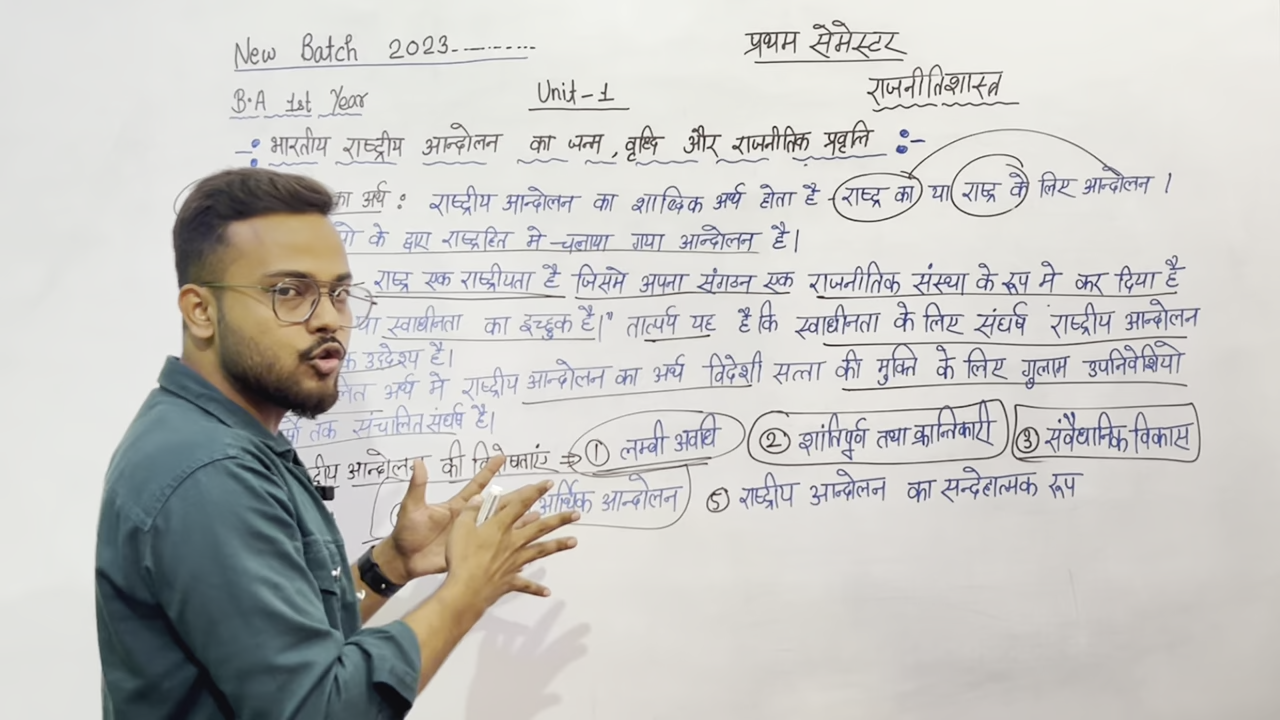 New Batch 2023----------
प्रथम सेमेस्टर
B.A 1st Year
Unit-1
राजनीतिशास्त्र
भारतीय राष्ट्रीय आन्दोलन का जन्म, वृध्दि और राजनीतिक प्रवृत्ति :-
का अर्थ : राष्ट्रीय आन्दोलन का शाब्दिक अर्थ होता है - राष्ट्र का या राष्ट्र के लिए आन्दोलन ।
के द्वारा राष्ट्रहित मे चलाया गया आन्दोलन है।
राष्ट्र एक राष्ट्रीयता है जिसमे अपना संगठन एक राजनीतिक संस्था के रूप मे कर दिया है
स्वाधीनता का इच्छुक है।" तात्पर्य यह है कि स्वाधीनता के लिए संघर्ष राष्ट्रीय आन्दोलन
उद्देश्य है।
अर्थ मे राष्ट्रीय आन्दोलन का अर्थ विदेशी सत्ता की मुक्ति के लिए गुलाम उपनिवेशियो
तक संचालित संघर्ष है।
आन्दोलन की विशेषताएं → ① लम्बी अवधि ② शांतिपूर्व तथा क्रान्तिकारी ③ संवैधानिक विकास
आर्थिक आन्दोलन ⑤ राष्ट्रीय आन्दोलन का सन्देहात्मक रूप